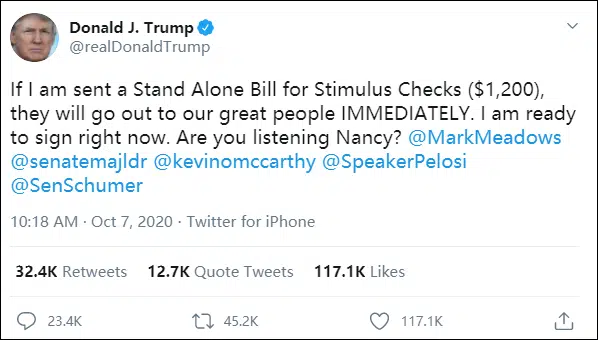 Donald J. Trump
@realDonaldTrump
If I am sent a Stand Alone Bill for Stimulus Checks ($1,200),
they will go out to our great people IMMEDIATELY. I am ready
to sign right now. Are you listening Nancy? @MarkMeadows
@senatemajldr @kevinomccarthy @SpeakerPelosi
@SenSchumer
10:18 AM · Oct 7, 2020 · Twitter for iPhone
32.4K Retweets 12.7K Quote Tweets 117.1K Likes
23.4K 45.2K 117.1K